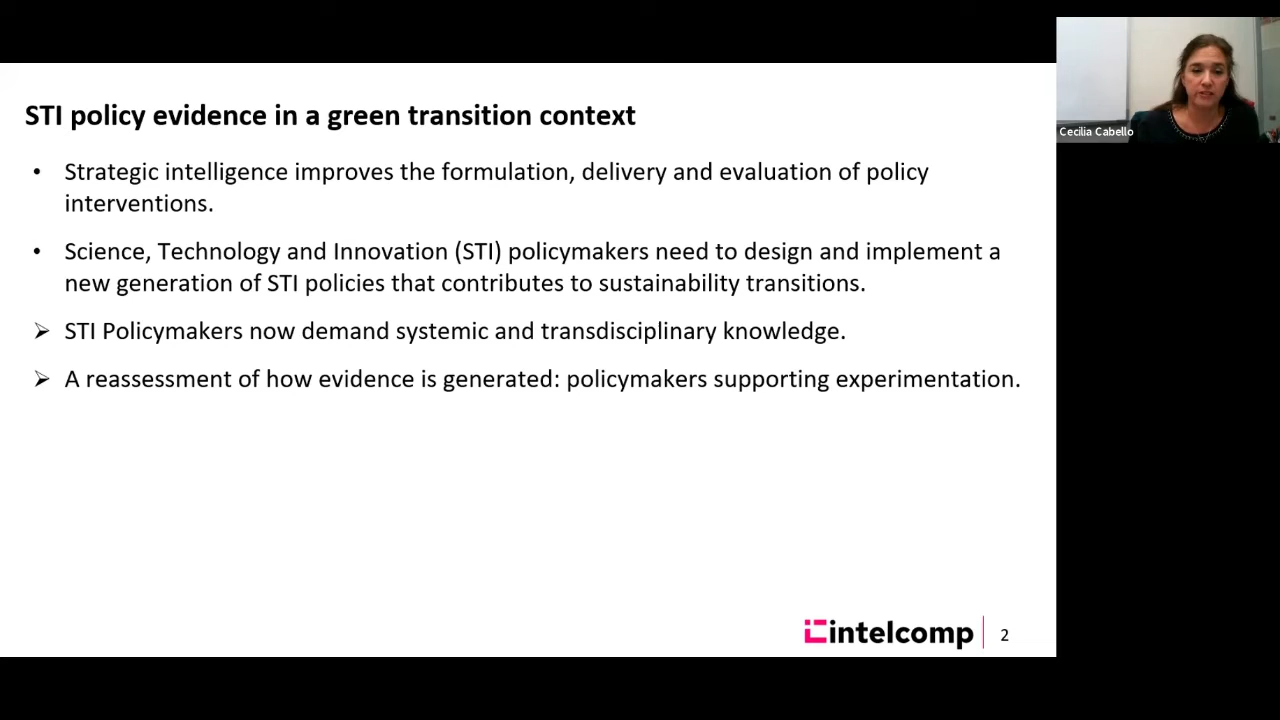 STI policy evidence in a green transition context
• Strategic intelligence improves the formulation, delivery and evaluation of policy
interventions.
• Science, Technology and Innovation (STI) policymakers need to design and implement a
new generation of STI policies that contributes to sustainability transitions.
➢ STI Policymakers now demand systemic and transdisciplinary knowledge.
➢ A reassessment of how evidence is generated: policymakers supporting experimentation.
intelcomp
2
Cecilia Cabello